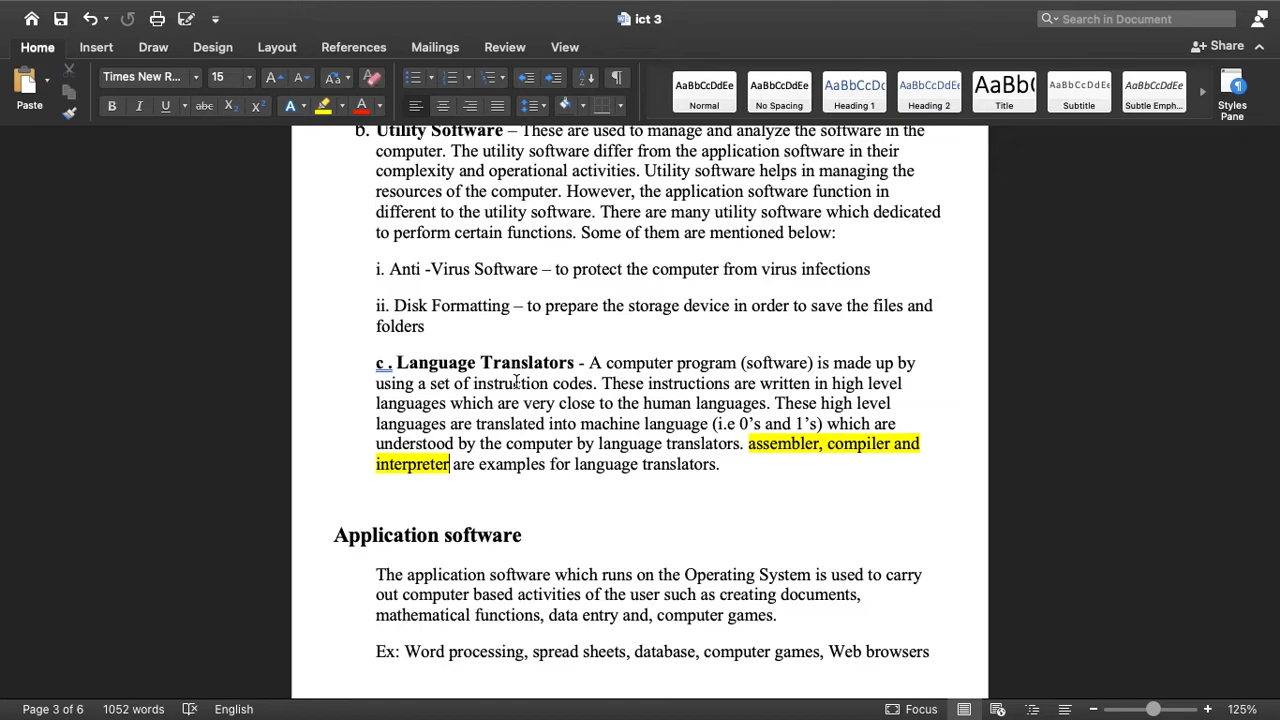 ict 3
Search in Document
Home Insert Draw Design Layout References Mailings Review View Share
Paste
Times New R... 15
B I U abc X₂ X² A A
AaBbCcDd AaBbCcDd AaBbCcDc AaBbCcDdE AaBbC AaBbCcDdE AaBbCcDdE
Normal No Spacing Heading 1 Heading 2 Title Subtitle Subtle Emph... Styles Pane
b. Utility Software – These are used to manage and analyze the software in the
computer. The utility software differ from the application software in their
complexity and operational activities. Utility software helps in managing the
resources of the computer. However, the application software function in
different to the utility software. There are many utility software which dedicated
to perform certain functions. Some of them are mentioned below:
i. Anti -Virus Software – to protect the computer from virus infections
ii. Disk Formatting – to prepare the storage device in order to save the files and
folders
c . Language Translators - A computer program (software) is made up by
using a set of instruction codes. These instructions are written in high level
languages which are very close to the human languages. These high level
languages are translated into machine language (i.e 0’s and 1’s) which are
understood by the computer by language translators. assembler, compiler and
interpreter are examples for language translators.
Application software
The application software which runs on the Operating System is used to carry
out computer based activities of the user such as creating documents,
mathematical functions, data entry and, computer games.
Ex: Word processing, spread sheets, database, computer games, Web browsers
Page 3 of 6 1052 words English Focus 125%